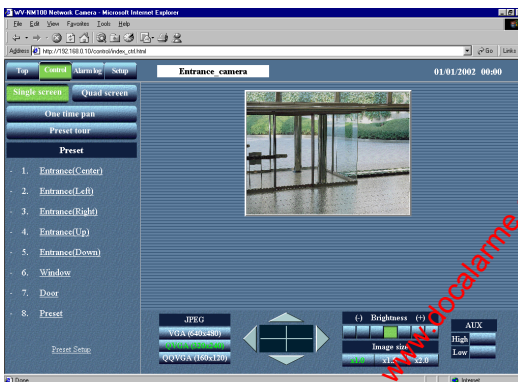 WV-NM100 Network Camera - Microsoft Internet Explorer
File Edit View Favorites Tools Help
Address http://192.168.0.10/control/index_ctrl.html Go Links
Top Control Alarm log Setup Entrance_camera 01/01/2002 00:00
Single screen Quad screen
One time pan
Preset tour
Preset
- 1. Entrance(Center)
- 2. Entrance(Left)
- 3. Entrance(Right)
- 4. Entrance(Up)
- 5. Entrance(Down)
- 6. Window
- 7. Door
- 8. Preset
Preset Setup
JPEG
VGA (640x480)
QVGA (320x240)
QQVGA (160x120)
(-) Brightness (+)
Image size
x1.0 x2.0
AUX
High
Low
www.docalarme
Done Internet